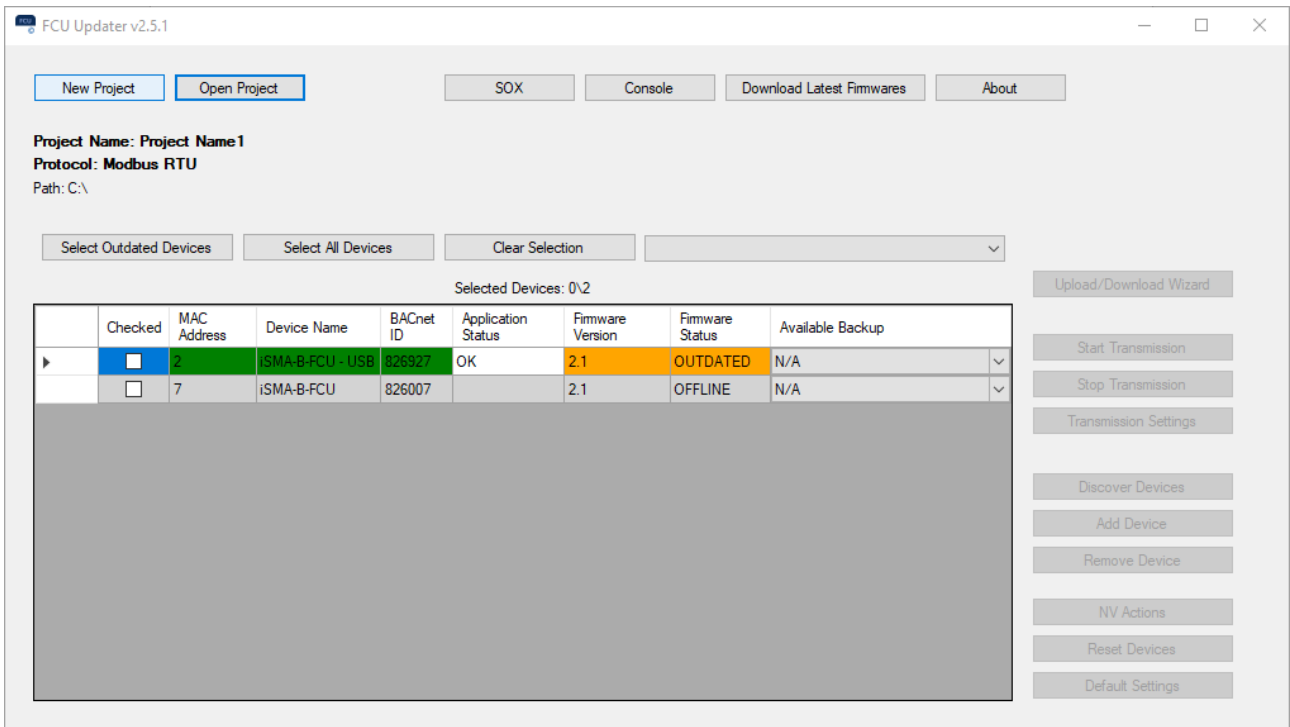 FCU Updater v2.5.1
New Project Open Project SOX Console Download Latest Firmwares About
Project Name: Project Name1
Protocol: Modbus RTU
Path: C:\
Select Outdated Devices Select All Devices Clear Selection
Selected Devices: 0\2
Upload/Download Wizard
Checked MAC Address Device Name BACnet ID Application Status Firmware Version Firmware Status Available Backup
2 iSMA-B-FCU - USB 826927 OK 2.1 OUTDATED N/A
7 iSMA-B-FCU 826007 2.1 OFFLINE N/A
Start Transmission
Stop Transmission
Transmission Settings
Discover Devices
Add Device
Remove Device
NV Actions
Reset Devices
Default Settings